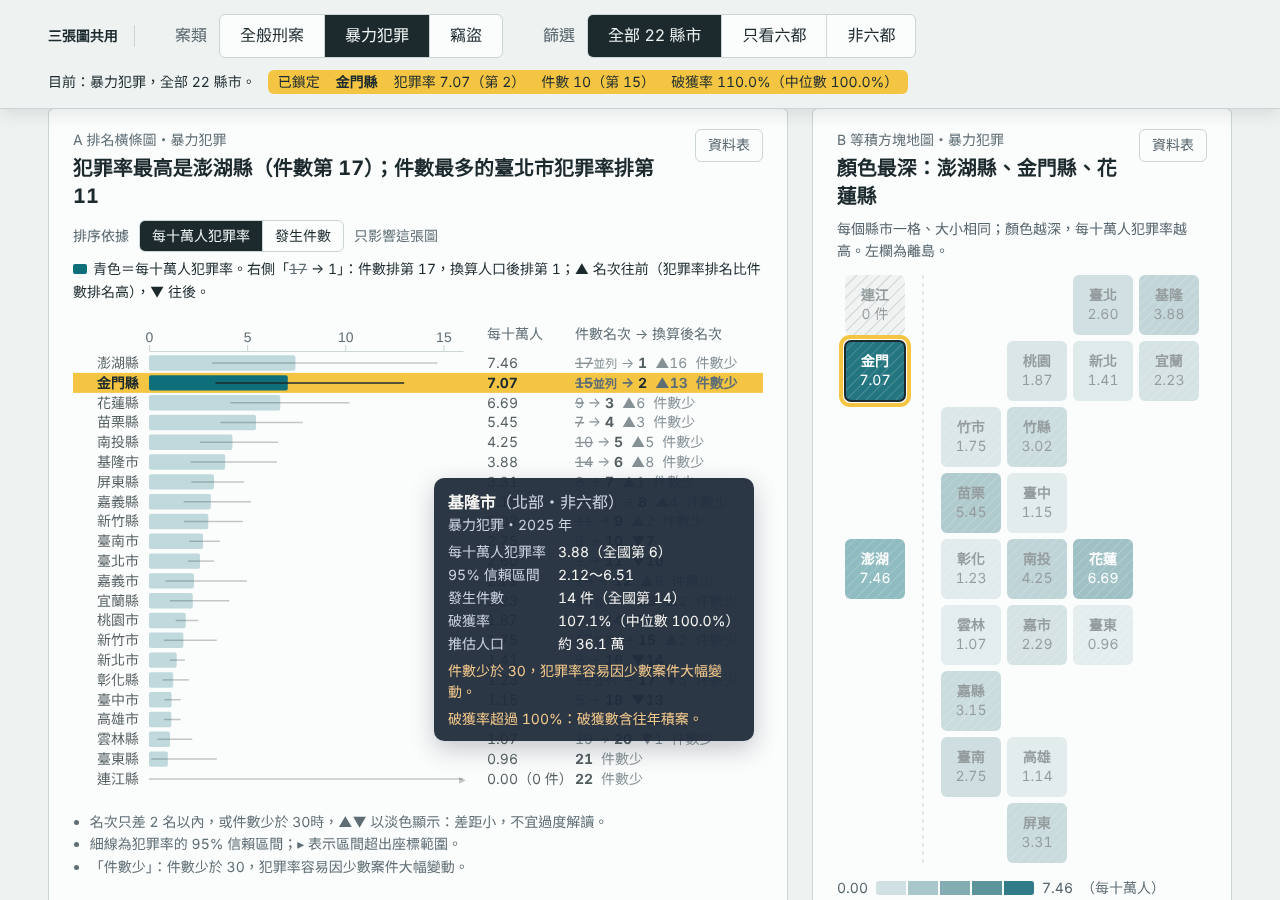 三張圖共用 案類 全般刑案 暴力犯罪 竊盜 篩選 全部 22 縣市 只看六都 非六都
目前：暴力犯罪，全部 22 縣市。 已鎖定 金門縣 犯罪率 7.07（第 2） 件數 10（第 15） 破獲率 110.0%（中位數 100.0%）
A 排名橫條圖・暴力犯罪
資料表
犯罪率最高是澎湖縣（件數第 17）；件數最多的臺北市犯罪率排第
11
排序依據 每十萬人犯罪率 發生件數 只影響這張圖
青色＝每十萬人犯罪率。右側「17 → 1」：件數排第 17，換算人口後排第 1；▲ 名次往前（犯罪率排名比件
數排名高），▼ 往後。
0 5 10 15 每十萬人 件數名次 → 換算後名次
澎湖縣 7.46 17並列 → 1 ▲16 件數少
金門縣 7.07 15並列 → 2 ▲13 件數少
花蓮縣 6.69 9 → 3 ▲6 件數少
苗栗縣 5.45 7 → 4 ▲3 件數少
南投縣 4.25 10 → 5 ▲5 件數少
基隆市 3.88 14 → 6 ▲8 件數少
屏東縣
嘉義縣
新竹縣
臺南市
臺北市
嘉義市
宜蘭縣
桃園市
新竹市
新北市
彰化縣
臺中市
高雄市
雲林縣
臺東縣 0.96 21 件數少
連江縣 0.00（0 件） 22 件數少
基隆市（北部・非六都）
暴力犯罪・2025 年
每十萬人犯罪率 3.88（全國第 6）
95% 信賴區間 2.12～6.51
發生件數 14 件（全國第 14）
破獲率 107.1%（中位數 100.0%）
推估人口 約 36.1 萬
件數少於 30，犯罪率容易因少數案件大幅變
動。
破獲率超過 100%：破獲數含往年積案。
• 名次只差 2 名以內，或件數少於 30時，▲▼ 以淡色顯示：差距小，不宜過度解讀。
• 細線為犯罪率的 95% 信賴區間；▸ 表示區間超出座標範圍。
• 「件數少」：件數少於 30，犯罪率容易因少數案件大幅變動。
B 等積方塊地圖・暴力犯罪
資料表
顏色最深：澎湖縣、金門縣、花
蓮縣
每個縣市一格、大小相同；顏色越深，每十萬人犯罪率越
高。左欄為離島。
連江 臺北 基隆
0 件 2.60 3.88
金門 桃園 新北 宜蘭
7.07 1.87 1.41 2.23
竹市 竹縣
1.75 3.02
苗栗 臺中
5.45 1.15
澎湖 彰化 南投 花蓮
7.46 1.23 4.25 6.69
雲林 嘉市 臺東
1.07 2.29 0.96
嘉縣
3.15
臺南 高雄
2.75 1.14
屏東
3.31
0.00 7.46 （每十萬人）